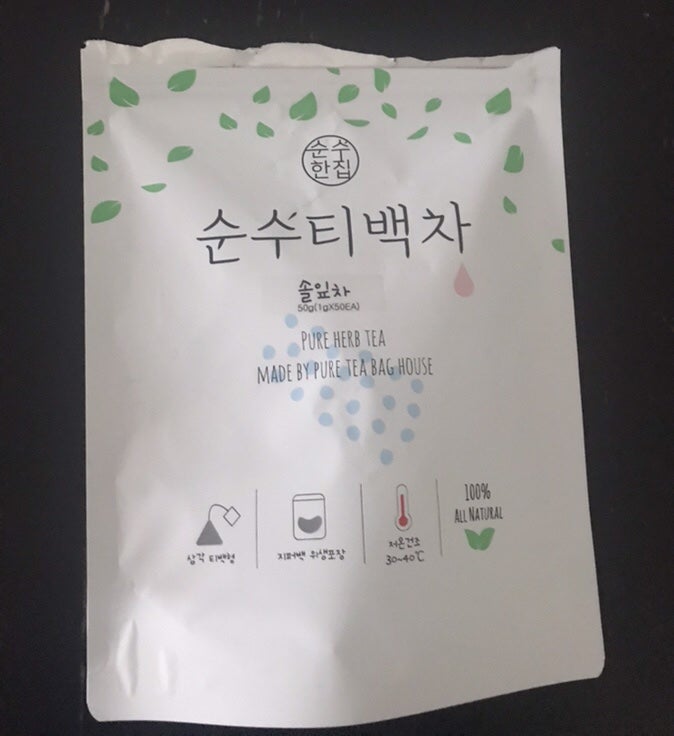 순수
한집
순수티백차
솔잎차
50g(1gX50EA)
PURE HERB TEA
MADE BY PURE TEA BAG HOUSE
삼각 티백형
지퍼백 위생포장
저온건조
30~40℃
100%
ALL NATURAL